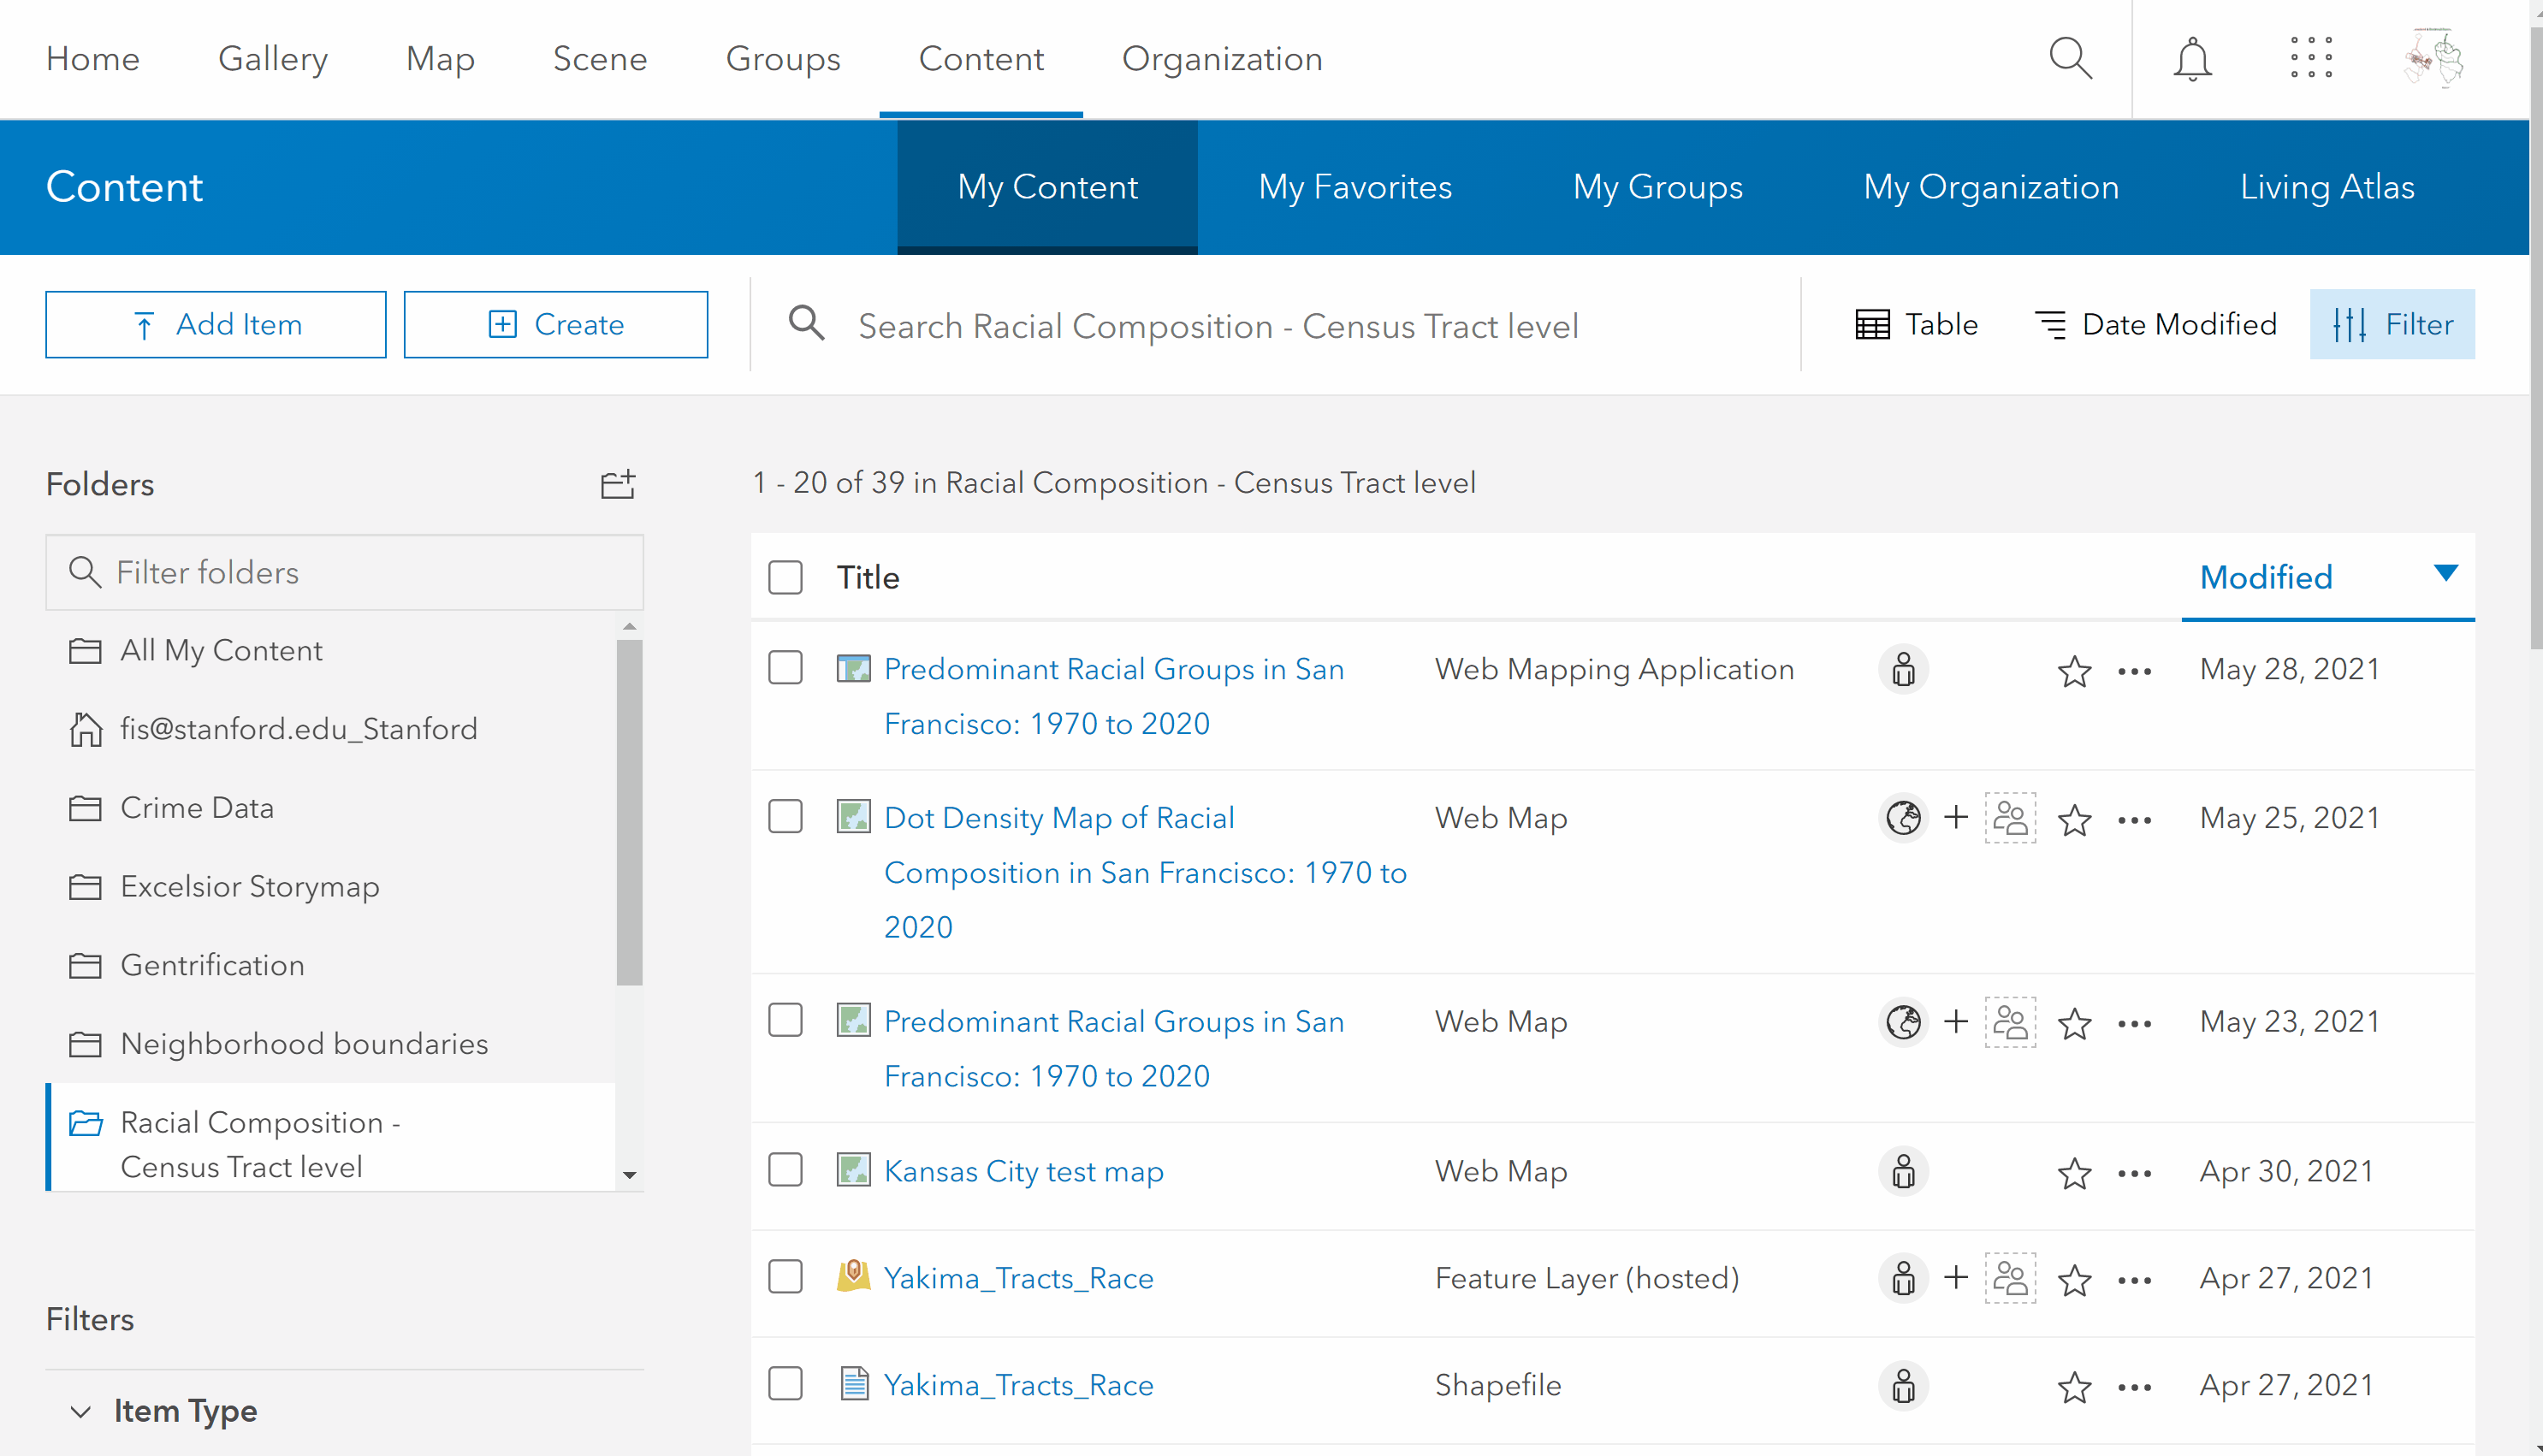 Home Gallery Map Scene Groups Content Organization
Content My Content My Favorites My Groups My Organization Living Atlas
Add Item Create Search Racial Composition - Census Tract level Table Date Modified Filter
Folders
Filter folders
All My Content
fis@stanford.edu_Stanford
Crime Data
Excelsior Storymap
Gentrification
Neighborhood boundaries
Racial Composition -
Census Tract level
Filters
Item Type
1 - 20 of 39 in Racial Composition - Census Tract level
Title Modified
Predominant Racial Groups in San Web Mapping Application May 28, 2021
Francisco: 1970 to 2020
Dot Density Map of Racial Web Map May 25, 2021
Composition in San Francisco: 1970 to
2020
Predominant Racial Groups in San Web Map May 23, 2021
Francisco: 1970 to 2020
Kansas City test map Web Map Apr 30, 2021
Yakima_Tracts_Race Feature Layer (hosted) Apr 27, 2021
Yakima_Tracts_Race Shapefile Apr 27, 2021